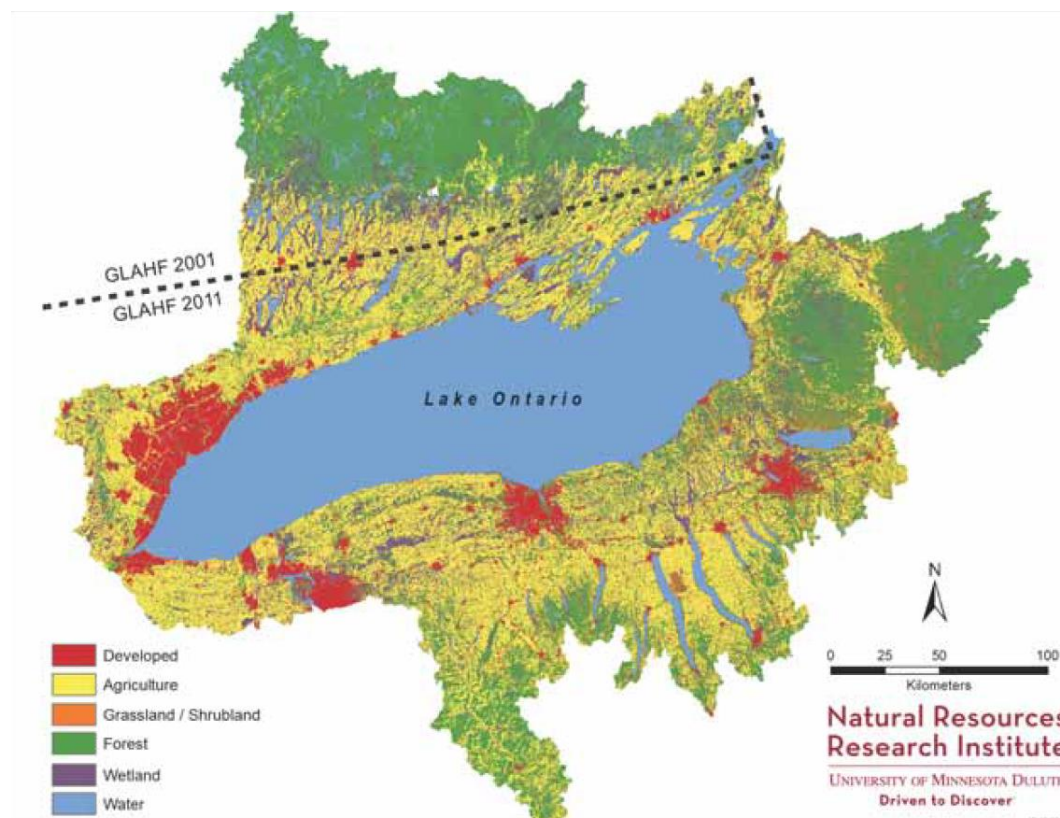 GLAHF 2001
GLAHF 2011
Lake Ontario
N
0 25 50 100
Kilometers
Developed
Agriculture
Grassland / Shrubland
Forest
Wetland
Water
Natural Resources
Research Institute
UNIVERSITY OF MINNESOTA DULUTH
Driven to Discover